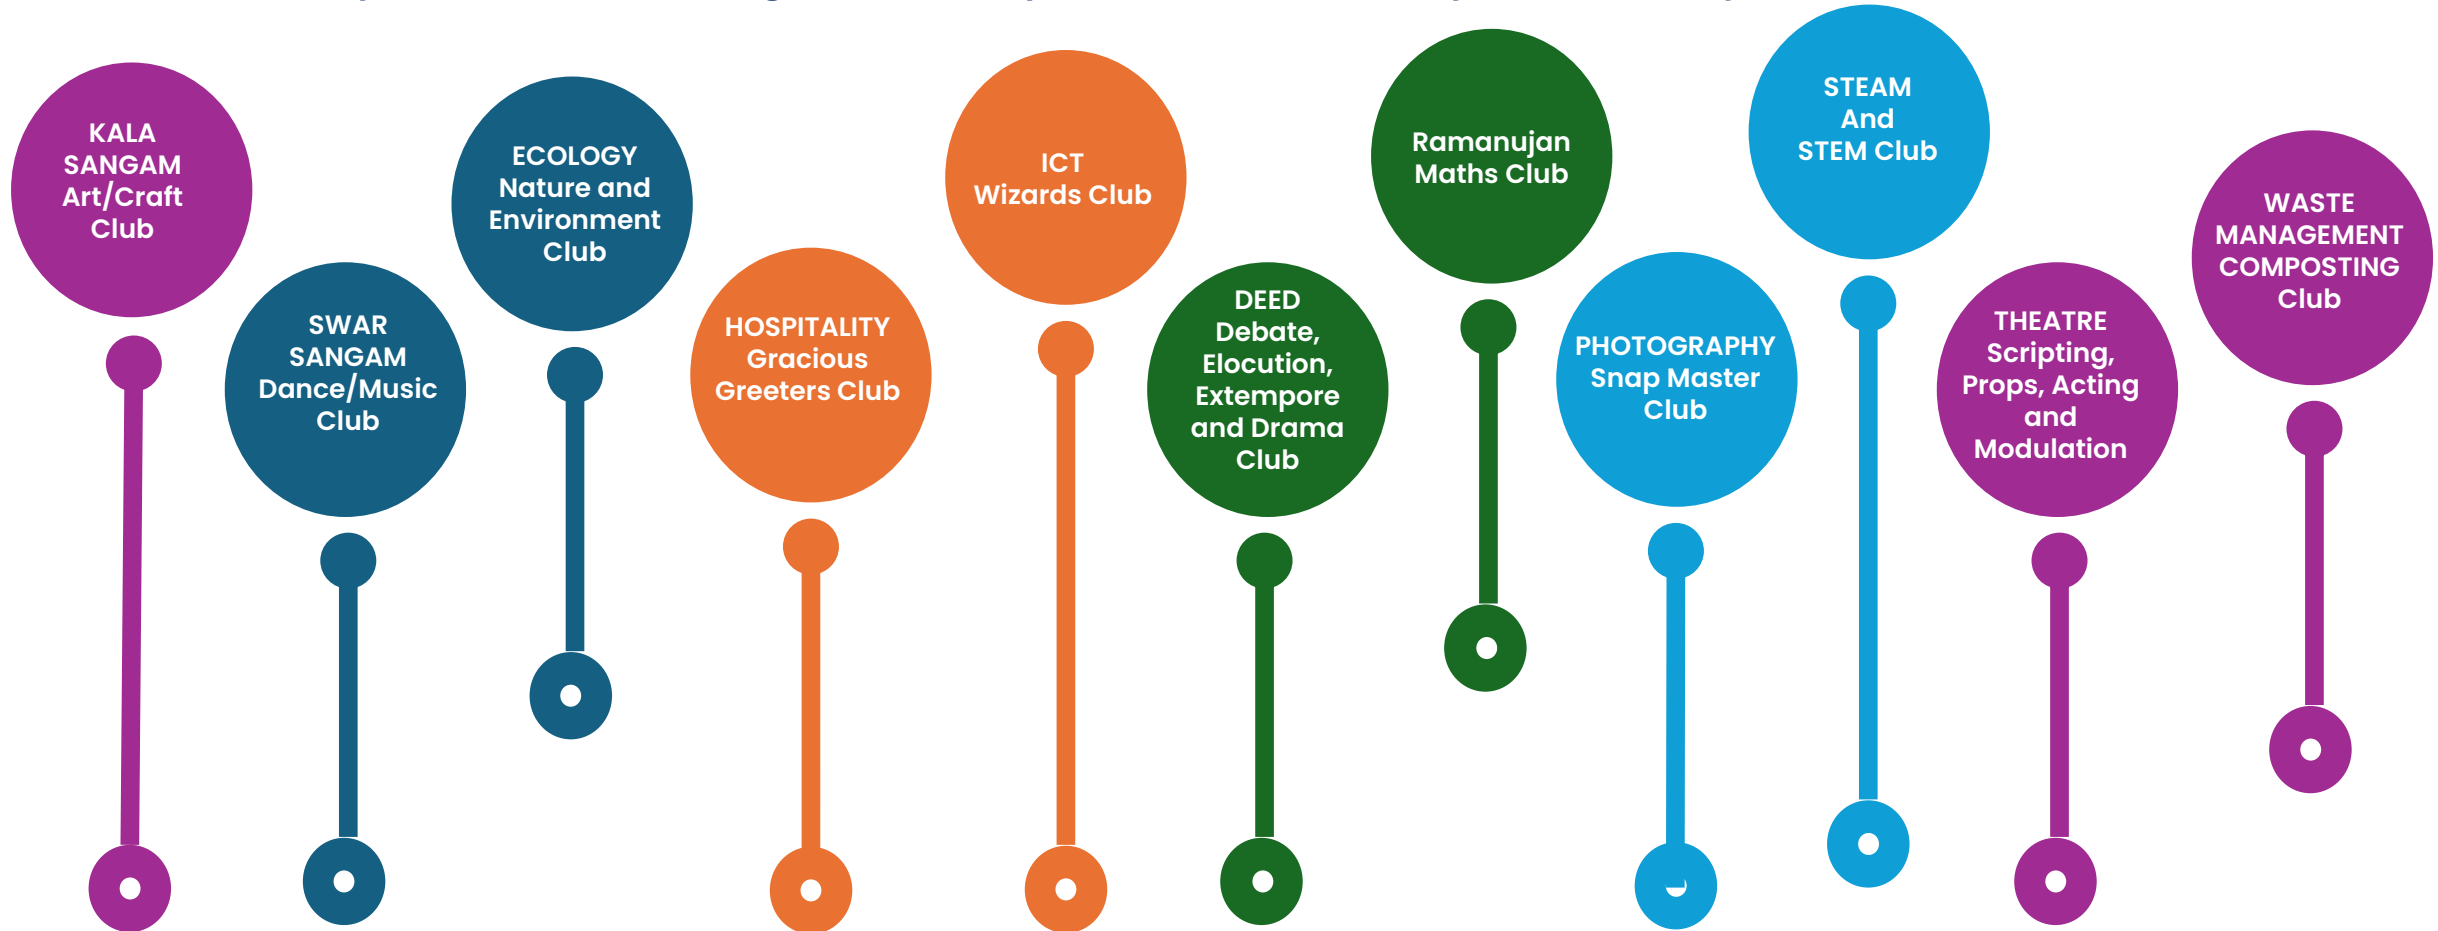 KALA
SANGAM
Art/Craft
Club
SWAR
SANGAM
Dance/Music
Club
ECOLOGY
Nature and
Environment
Club
HOSPITALITY
Gracious
Greeters Club
ICT
Wizards Club
DEED
Debate,
Elocution,
Extempore
and Drama
Club
Ramanujan
Maths Club
PHOTOGRAPHY
Snap Master
Club
STEAM
And
STEM Club
THEATRE
Scripting,
Props, Acting
and
Modulation
WASTE
MANAGEMENT
COMPOSTING
Club